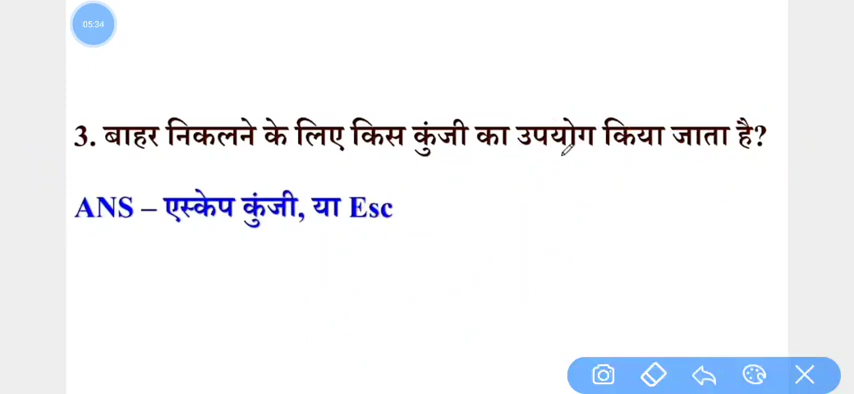 05:34
3. बाहर निकलने के लिए किस कुंजी का उपयोग किया जाता है?
ANS – एस्केप कुंजी, या Esc